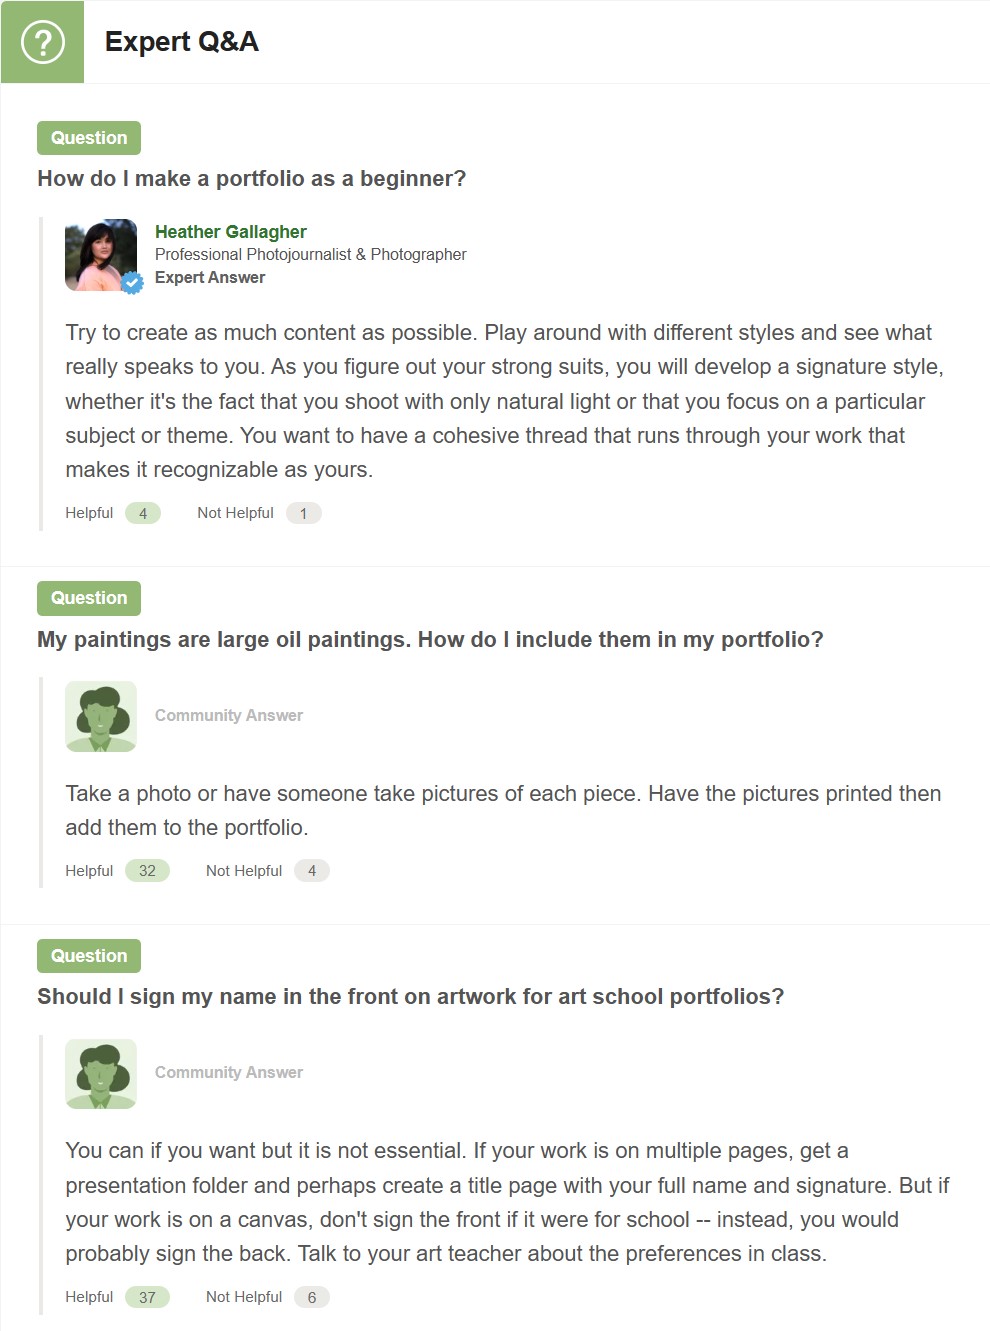 Expert Q&A
Question
How do I make a portfolio as a beginner?
Heather Gallagher
Professional Photojournalist & Photographer
Expert Answer
Try to create as much content as possible. Play around with different styles and see what
really speaks to you. As you figure out your strong suits, you will develop a signature style,
whether it's the fact that you shoot with only natural light or that you focus on a particular
subject or theme. You want to have a cohesive thread that runs through your work that
makes it recognizable as yours.
Helpful 4 Not Helpful 1
Question
My paintings are large oil paintings. How do I include them in my portfolio?
Community Answer
Take a photo or have someone take pictures of each piece. Have the pictures printed then
add them to the portfolio.
Helpful 32 Not Helpful 4
Question
Should I sign my name in the front on artwork for art school portfolios?
Community Answer
You can if you want but it is not essential. If your work is on multiple pages, get a
presentation folder and perhaps create a title page with your full name and signature. But if
your work is on a canvas, don't sign the front if it were for school -- instead, you would
probably sign the back. Talk to your art teacher about the preferences in class.
Helpful 37 Not Helpful 6